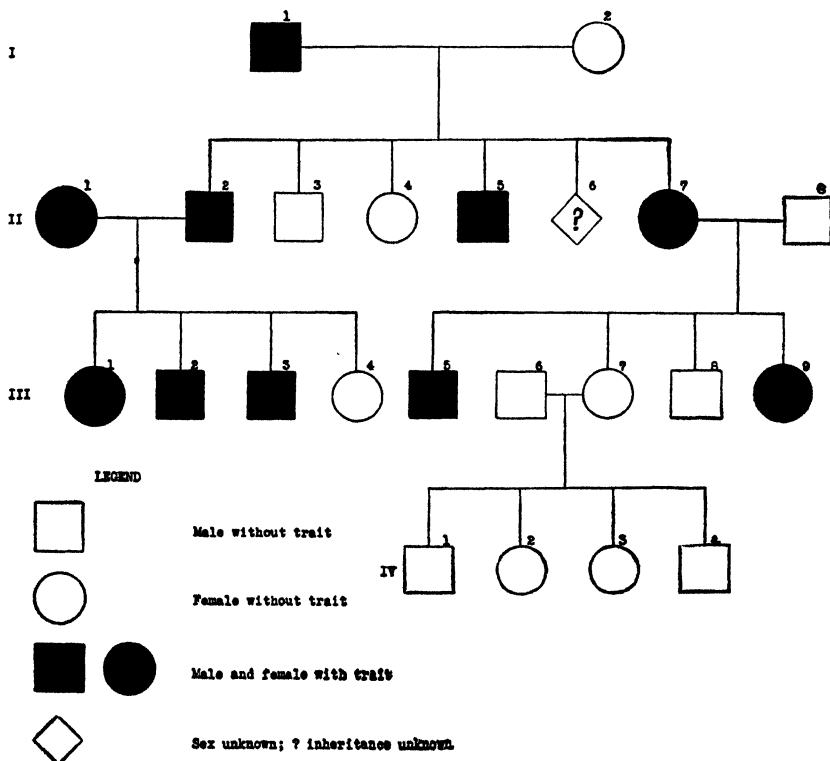 1 2
I
1 2 3 4 5 6 7 8
II
?
1 2 3 4 5 6 7 8 9
III
LEGEND
1 2 3 4
IV
Male without trait
Female without trait
Male and female with trait
Sex unknown; ? inheritance unknown